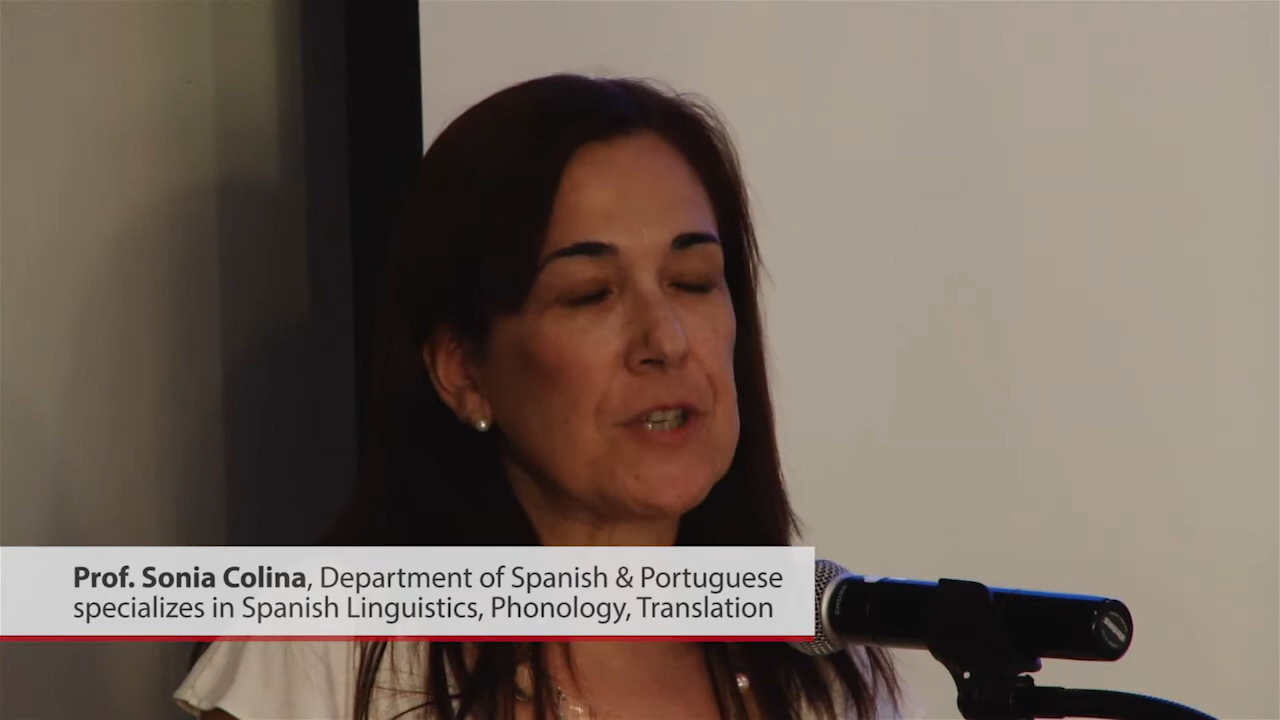 Prof. Sonia Colina, Department of Spanish & Portuguese
specializes in Spanish Linguistics, Phonology, Translation